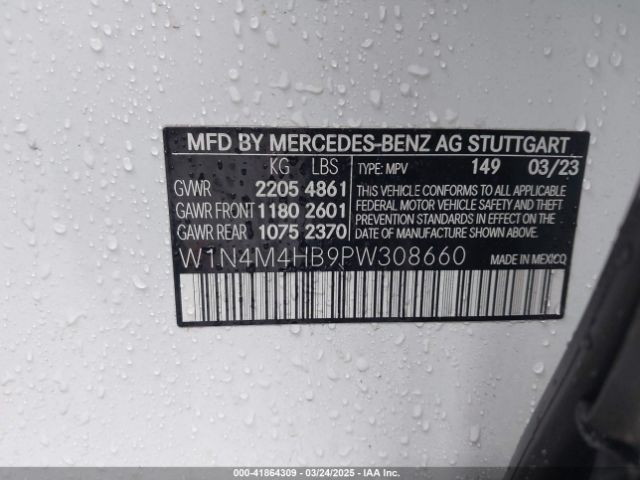 MFD BY MERCEDES-BENZ AG STUTTGART
KG LBS TYPE: MPV 149 03/23
GVWR 2205 4861 THIS VEHICLE CONFORMS TO ALL APPLICABLE
GAWR FRONT 1180 2601 FEDERAL MOTOR VEHICLE SAFETY AND THEFT
PREVENTION STANDARDS IN EFFECT ON THE
GAWR REAR 1075 2370 DATE OF MANUFACTURE SHOWN ABOVE.
W1N4M4HB9PW308660 MADE IN MEXICO
000-41864309 - 03/24/2025 - IAA Inc.